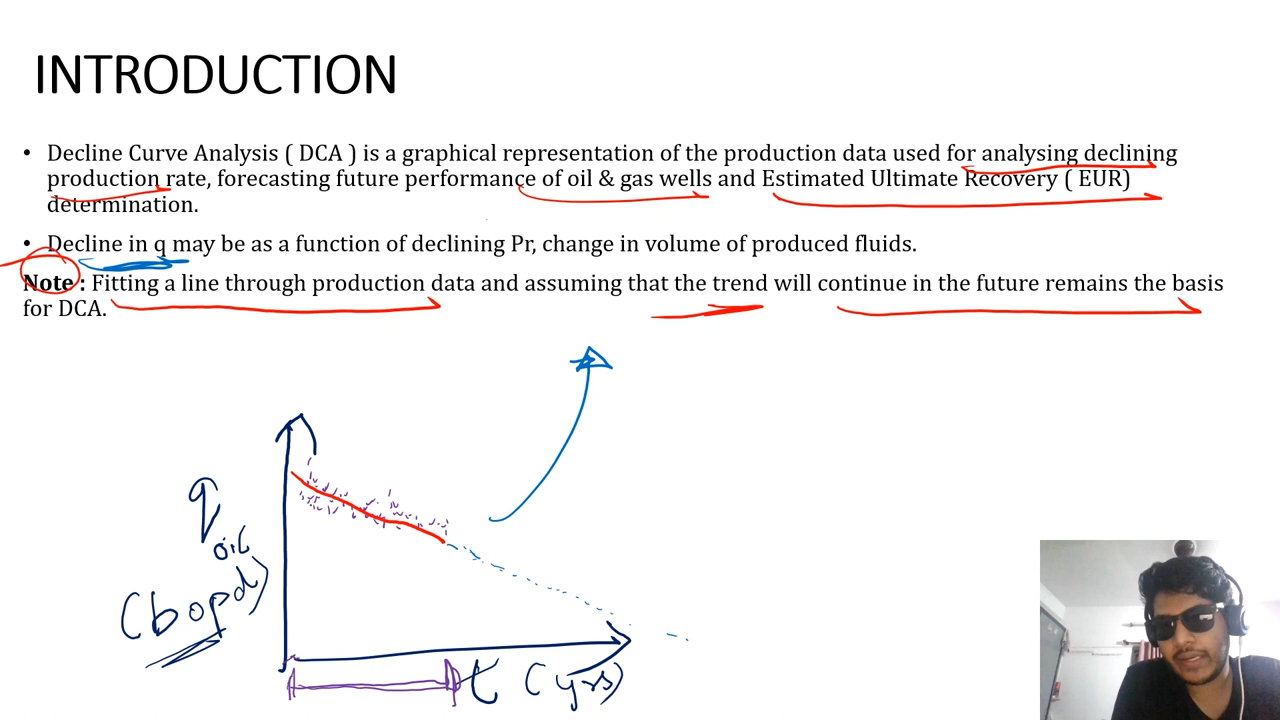 INTRODUCTION
• Decline Curve Analysis ( DCA ) is a graphical representation of the production data used for analysing declining
production rate, forecasting future performance of oil & gas wells and Estimated Ultimate Recovery ( EUR)
determination.
• Decline in q may be as a function of declining Pr, change in volume of produced fluids.
Note : Fitting a line through production data and assuming that the trend will continue in the future remains the basis
for DCA.
q oil
(bopd)
t (yrs)